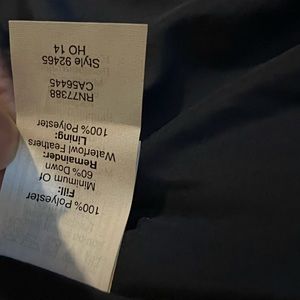 100% Polyester
Fill:
Minimum Of
60% Down
Remainder:
Waterfowl Feathers
Lining:
100% Polyester
RN77388
CA56445
Style 92465
HO 14